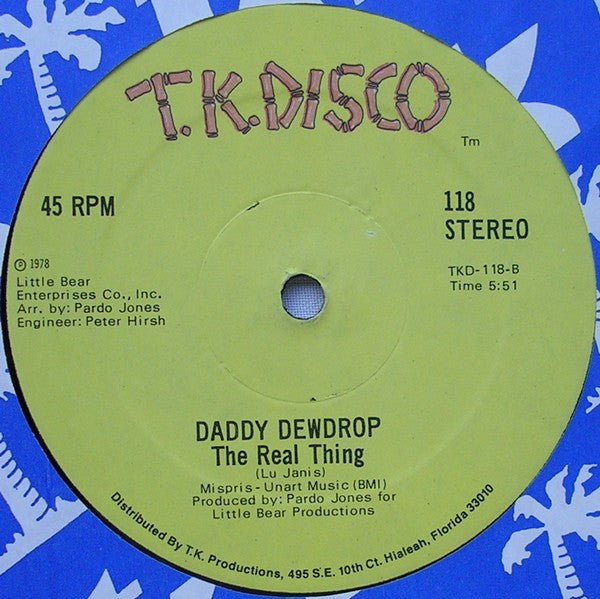 T.K. DISCO
Tm
45 RPM
118
STEREO
TKD-118-B
Time 5:51
℗ 1978
Little Bear
Enterprises Co., Inc.
Arr. by: Pardo Jones
Engineer: Peter Hirsh
DADDY DEWDROP
The Real Thing
(Lu Janis)
Mispris-Unart Music (BMI)
Produced by: Pardo Jones for
Little Bear Productions
Distributed By T.K. Productions, 495 S.E. 10th Ct. Hialeah, Florida 33010